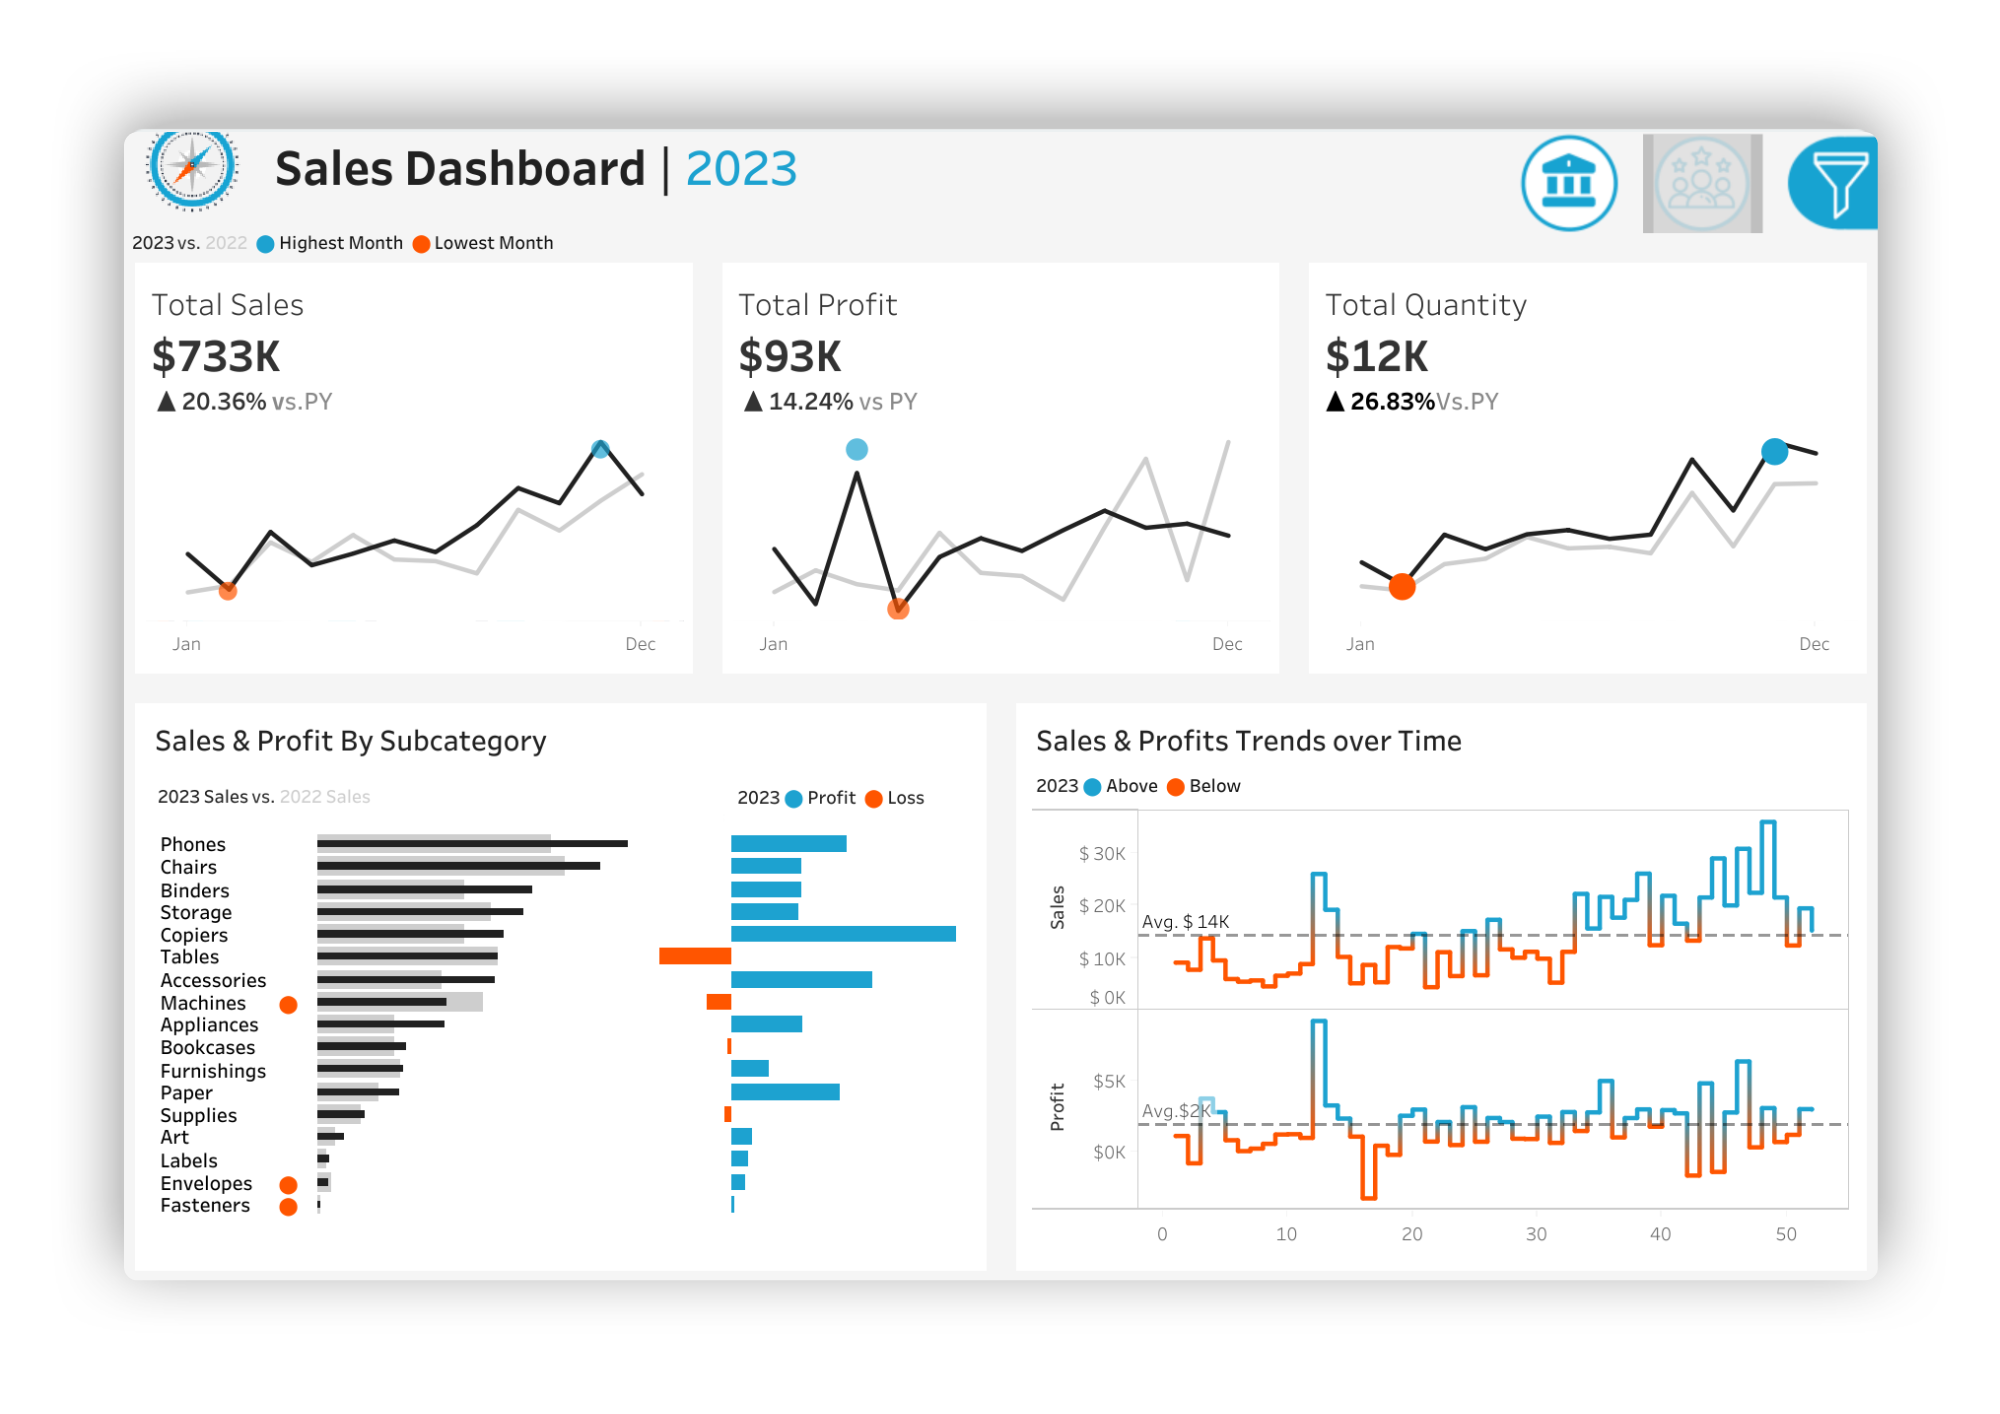 Sales Dashboard | 2023
2023 vs. 2022 Highest Month Lowest Month
Total Sales
$733K
▲ 20.36% vs.PY
Jan Dec
Total Profit
$93K
▲ 14.24% vs PY
Jan Dec
Total Quantity
$12K
▲ 26.83%Vs.PY
Jan Dec
Sales & Profit By Subcategory
2023 Sales vs. 2022 Sales
2023 Profit Loss
Phones
Chairs
Binders
Storage
Copiers
Tables
Accessories
Machines
Appliances
Bookcases
Furnishings
Paper
Supplies
Art
Labels
Envelopes
Fasteners
Sales & Profits Trends over Time
2023 Above Below
Sales
$ 30K
$ 20K
$ 10K
$ 0K
Avg. $ 14K
Profit
$5K
$0K
Avg.$2K
0 10 20 30 40 50